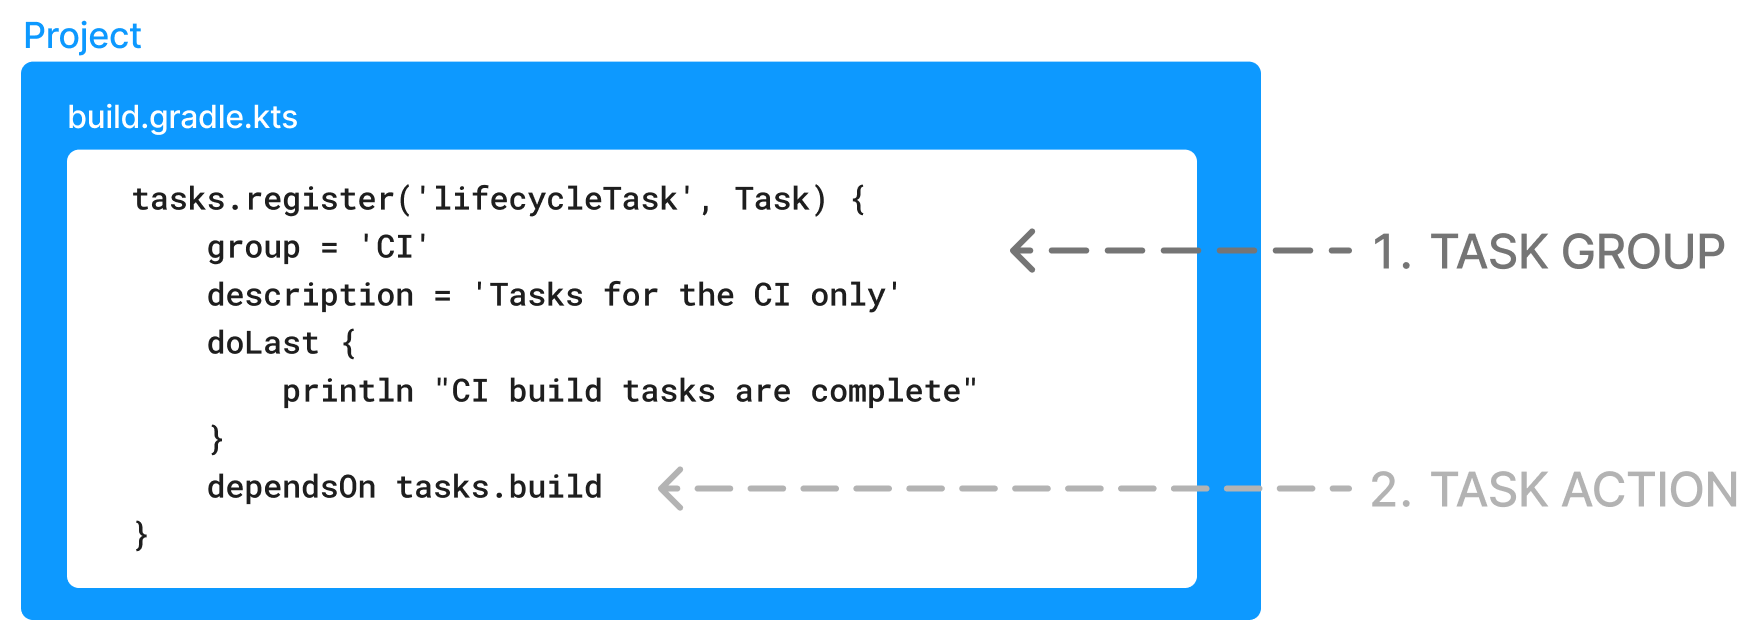 Project
build.gradle.kts
tasks.register('lifecycleTask', Task) {
    group = 'CI'
    description = 'Tasks for the CI only'
    doLast {
        println "CI build tasks are complete"
    }
    dependsOn tasks.build
}
1. TASK GROUP
2. TASK ACTION